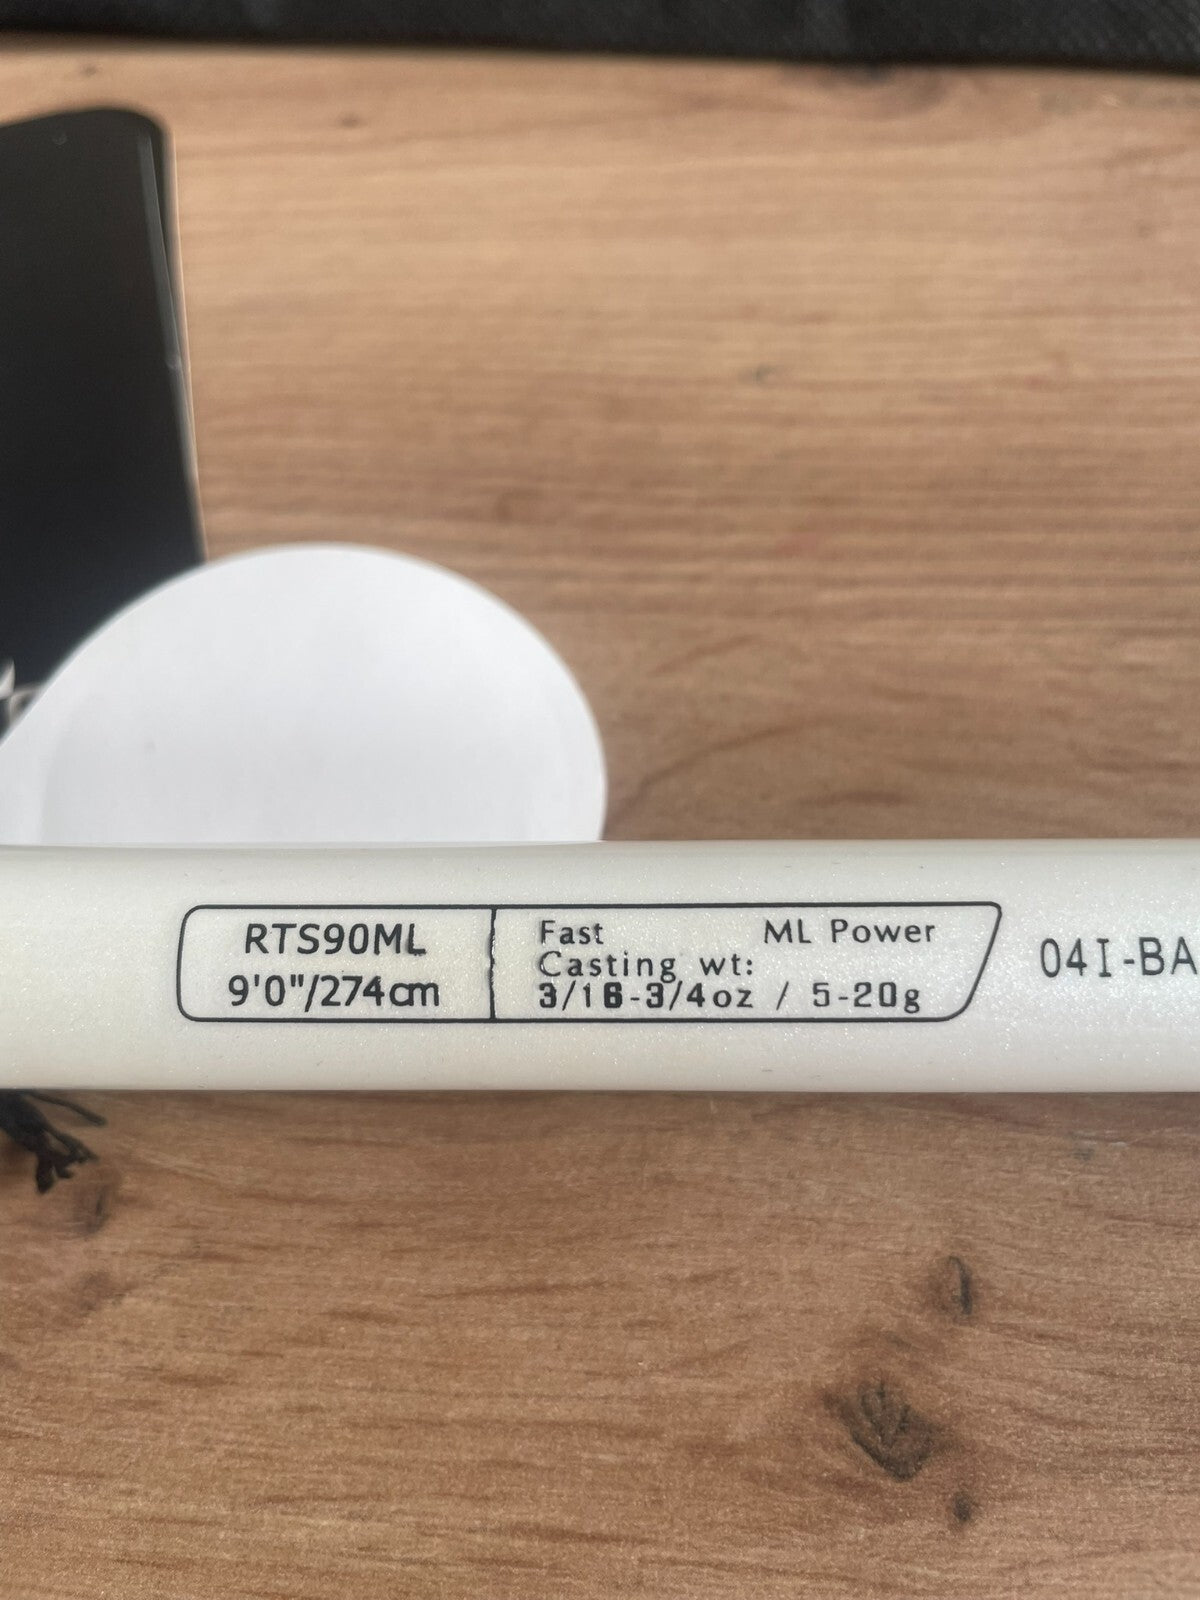 RTS90ML
9'0"/274cm
Fast ML Power
Casting wt:
3/16-3/4oz / 5-20g
04I-BA